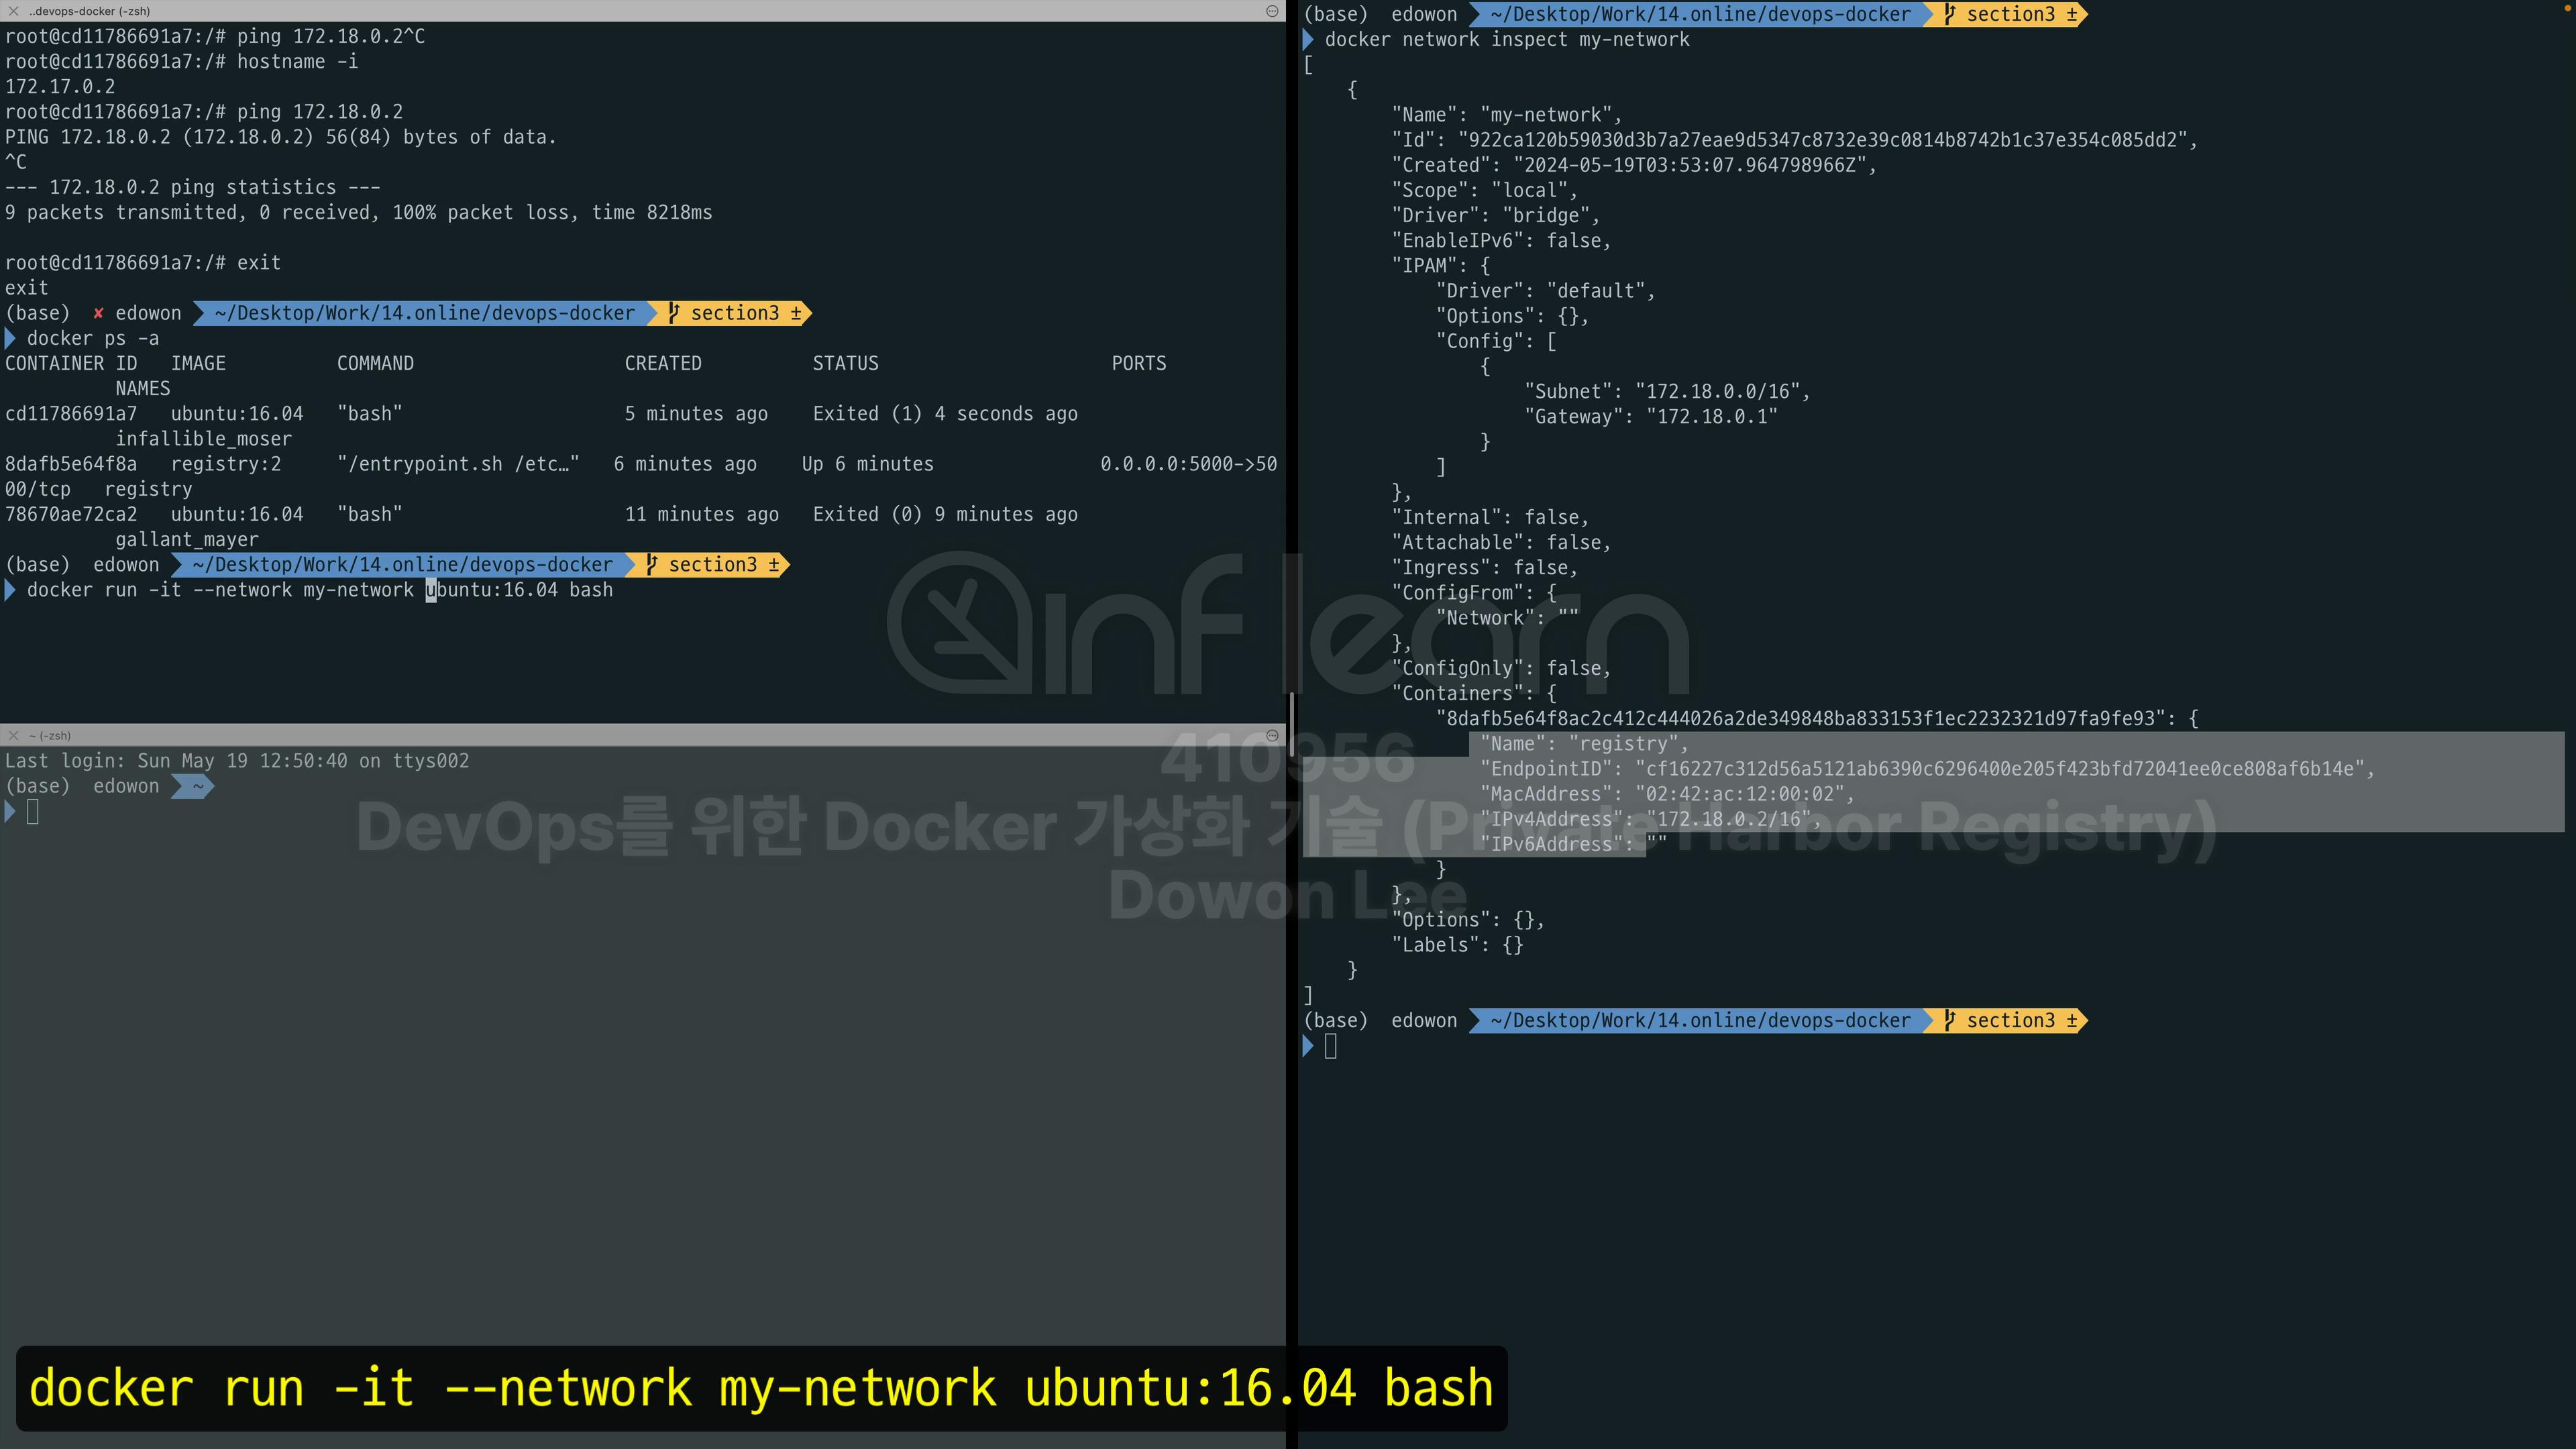 ..devops-docker (-zsh)
root@cd11786691a7:/# ping 172.18.0.2^C
root@cd11786691a7:/# hostname -i
172.17.0.2
root@cd11786691a7:/# ping 172.18.0.2
PING 172.18.0.2 (172.18.0.2) 56(84) bytes of data.
^C
--- 172.18.0.2 ping statistics ---
9 packets transmitted, 0 received, 100% packet loss, time 8218ms
root@cd11786691a7:/# exit
exit
(base) ✘ edowon ~/Desktop/Work/14.online/devops-docker section3 ±
docker ps -a
CONTAINER ID IMAGE COMMAND CREATED STATUS PORTS
NAMES
cd11786691a7 ubuntu:16.04 "bash" 5 minutes ago Exited (1) 4 seconds ago
infallible_moser
8dafb5e64f8a registry:2 "/entrypoint.sh /etc…" 6 minutes ago Up 6 minutes 0.0.0.0:5000->50
00/tcp registry
78670ae72ca2 ubuntu:16.04 "bash" 11 minutes ago Exited (0) 9 minutes ago
gallant_mayer
(base) edowon ~/Desktop/Work/14.online/devops-docker section3 ±
docker run -it --network my-network ubuntu:16.04 bash
~ (-zsh)
Last login: Sun May 19 12:50:40 on ttys002
(base) edowon ~
(base) edowon ~/Desktop/Work/14.online/devops-docker section3 ±
docker network inspect my-network
[
{
"Name": "my-network",
"Id": "922ca120b59030d3b7a27eae9d5347c8732e39c0814b8742b1c37e354c085dd2",
"Created": "2024-05-19T03:53:07.964798966Z",
"Scope": "local",
"Driver": "bridge",
"EnableIPv6": false,
"IPAM": {
"Driver": "default",
"Options": {},
"Config": [
{
"Subnet": "172.18.0.0/16",
"Gateway": "172.18.0.1"
}
]
},
"Internal": false,
"Attachable": false,
"Ingress": false,
"ConfigFrom": {
"Network": ""
},
"ConfigOnly": false,
"Containers": {
"8dafb5e64f8ac2c412c444026a2de349848ba833153f1ec2232321d97fa9fe93": {
"Name": "registry",
"EndpointID": "cf16227c312d56a5121ab6390c6296400e205f423bfd72041ee0ce808af6b14e",
"MacAddress": "02:42:ac:12:00:02",
"IPv4Address": "172.18.0.2/16",
"IPv6Address": ""
}
},
"Options": {},
"Labels": {}
}
]
(base) edowon ~/Desktop/Work/14.online/devops-docker section3 ±
inflearn
410956
DevOps를 위한 Docker 가상화 기술 (Private Harbor Registry)
Dowon Lee
docker run -it --network my-network ubuntu:16.04 bash